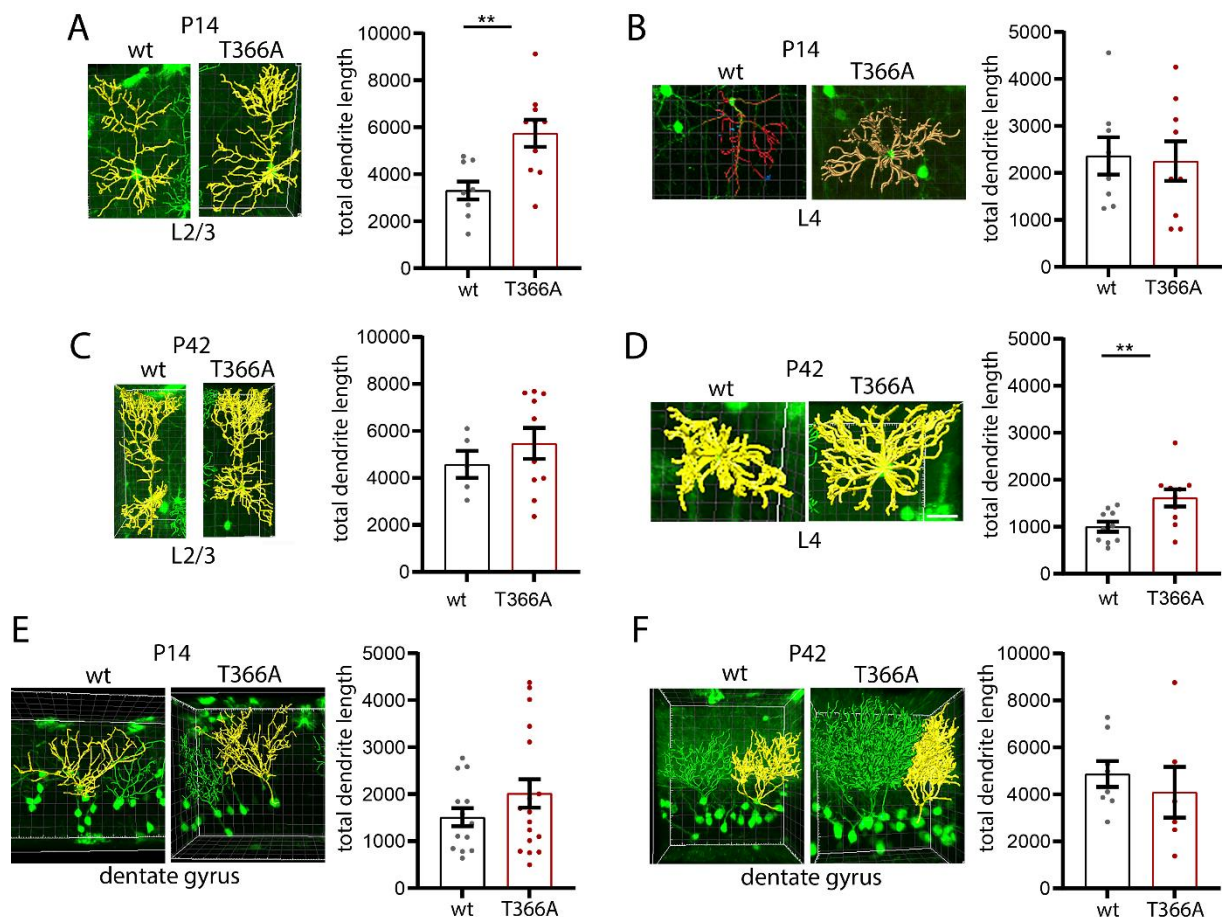 A
P14
wt T366A
L2/3
total dendrite length
10000
8000
6000
4000
2000
0
**
wt T366A
B
P14
wt T366A
L4
total dendrite length
5000
4000
3000
2000
1000
0
wt T366A
C
P42
wt T366A
L2/3
total dendrite length
10000
8000
6000
4000
2000
0
wt T366A
D
P42
wt T366A
L4
total dendrite length
5000
4000
3000
2000
1000
0
**
wt T366A
E
P14
wt T366A
dentate gyrus
total dendrite length
5000
4000
3000
2000
1000
0
wt T366A
F
P42
wt T366A
dentate gyrus
total dendrite length
10000
8000
6000
4000
2000
0
wt T366A